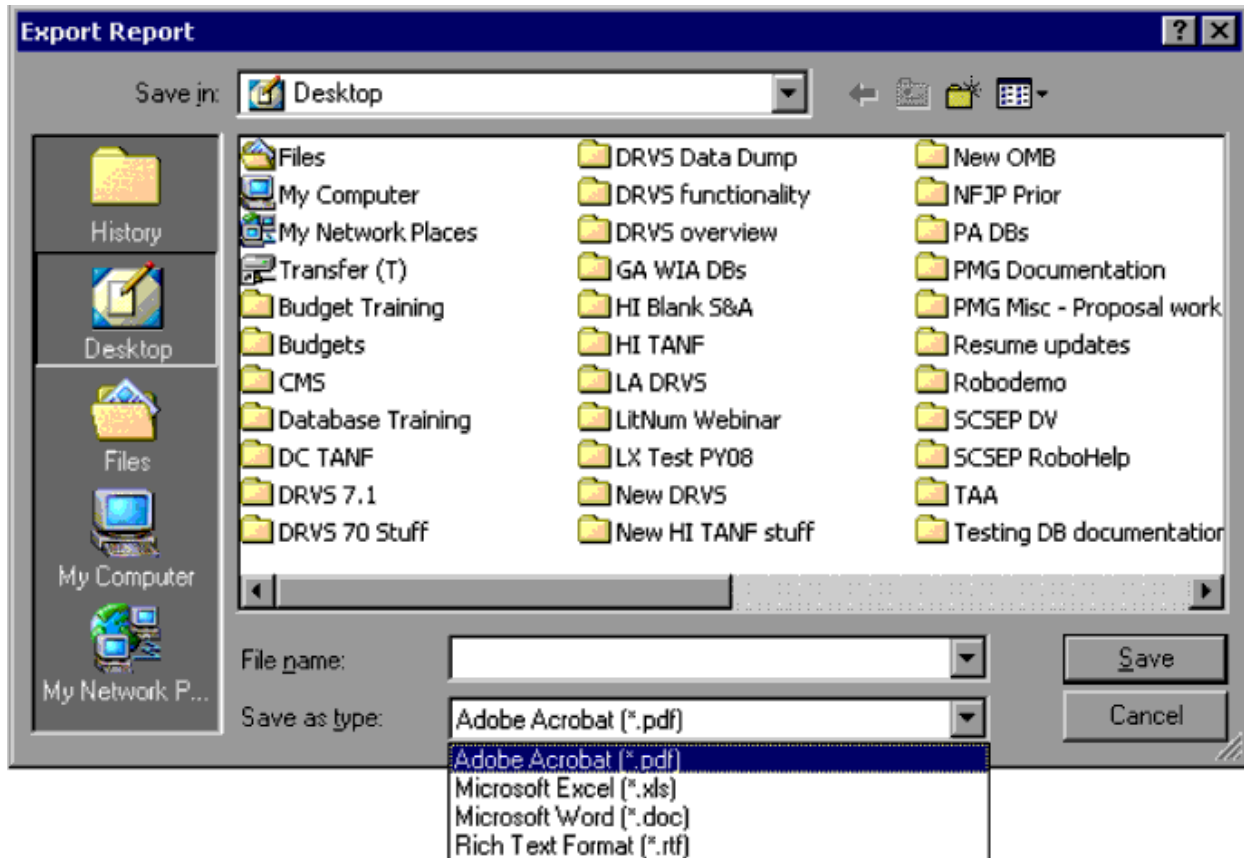 Export Report
Save in: Desktop
History
Desktop
Files
My Computer
My Network P...
Files
My Computer
My Network Places
Transfer (T)
Budget Training
Budgets
CMS
Database Training
DC TANF
DRVS 7.1
DRVS 70 Stuff
DRVS Data Dump
DRVS functionality
DRVS overview
GA WIA DBs
HI Blank S&A
HI TANF
LA DRVS
LitNum Webinar
LX Test PY08
New DRVS
New HI TANF stuff
New OMB
NFJP Prior
PA DBs
PMG Documentation
PMG Misc - Proposal work
Resume updates
Robodemo
SCSEP DV
SCSEP RoboHelp
TAA
Testing DB documentation
File name:
Save
Save as type: Adobe Acrobat (*.pdf)
Cancel
Adobe Acrobat (*.pdf)
Microsoft Excel (*.xls)
Microsoft Word (*.doc)
Rich Text Format (*.rtf)